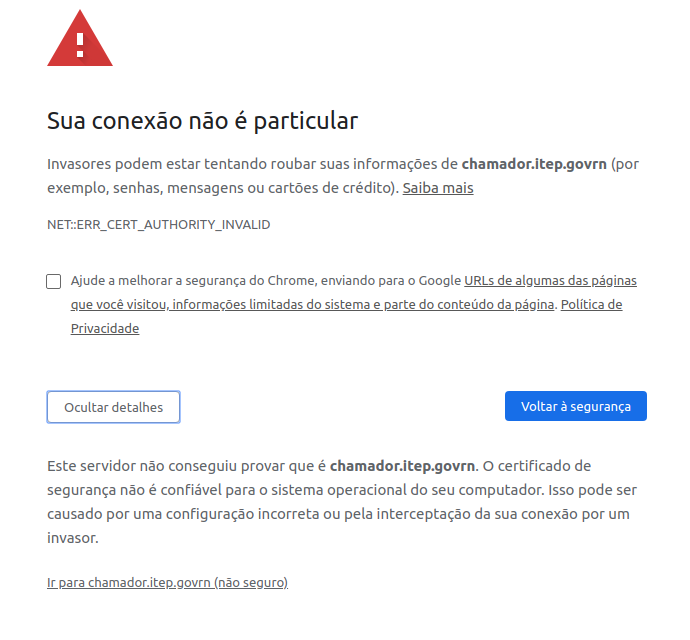 Sua conexão não é particular
Invasores podem estar tentando roubar suas informações de chamador.itep.govrn (por
exemplo, senhas, mensagens ou cartões de crédito). Saiba mais
NET::ERR_CERT_AUTHORITY_INVALID
Ajude a melhorar a segurança do Chrome, enviando para o Google URLs de algumas das páginas
que você visitou, informações limitadas do sistema e parte do conteúdo da página. Política de
Privacidade
Ocultar detalhes
Voltar à segurança
Este servidor não conseguiu provar que é chamador.itep.govrn. O certificado de
segurança não é confiável para o sistema operacional do seu computador. Isso pode ser
causado por uma configuração incorreta ou pela interceptação da sua conexão por um
invasor.
Ir para chamador.itep.govrn (não seguro)